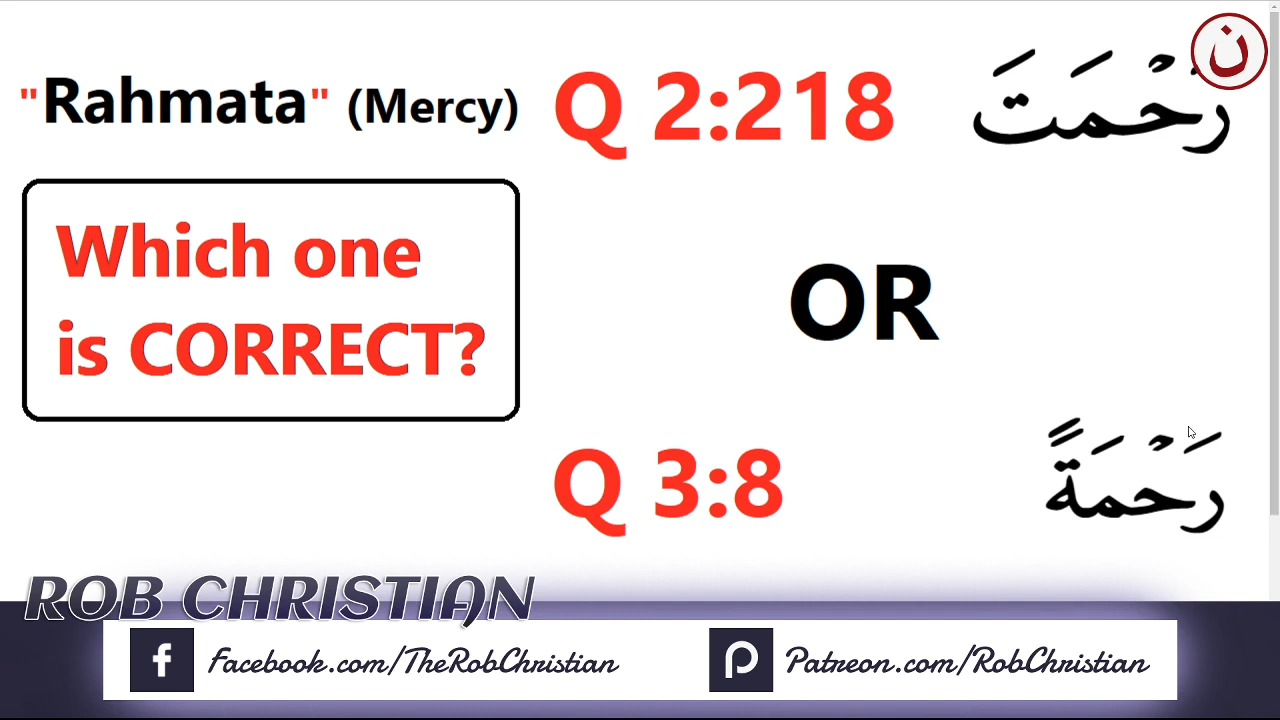 "Rahmata" (Mercy) Q 2:218 رَحْمَتَ
ن
Which one
is CORRECT?
OR
Q 3:8 رَحْمَةً
ROB CHRISTIAN
f Facebook.com/TheRobChristian Patreon.com/RobChristian